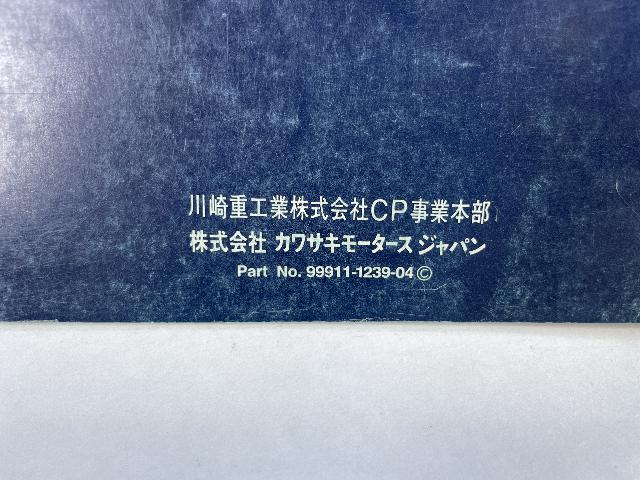 川崎重工業株式会社CP事業本部
株式会社 カワサキモータース ジャパン
Part No. 99911-1239-04 ©